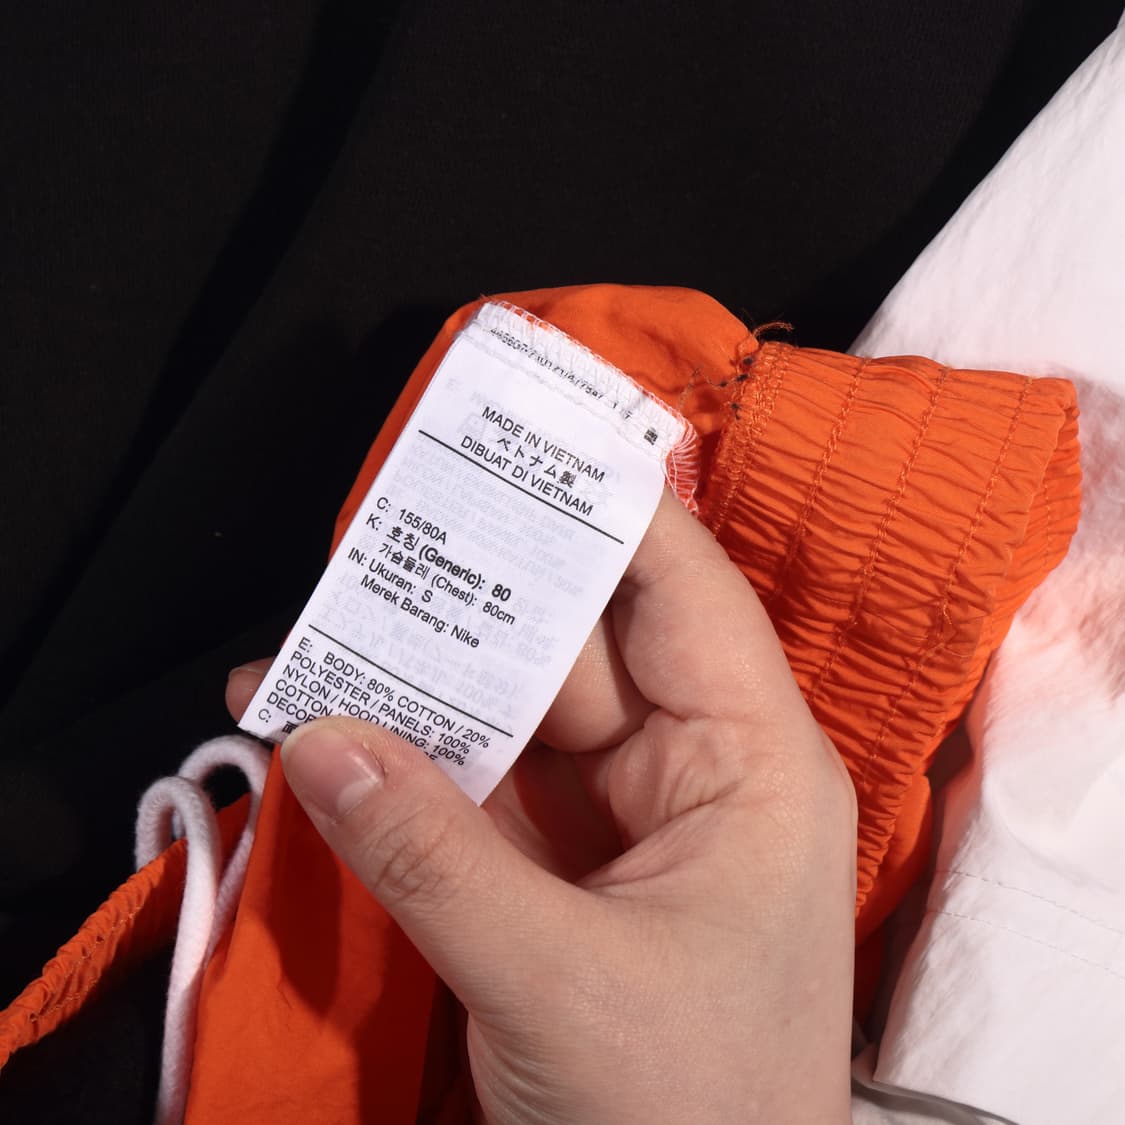 MADE IN VIETNAM
ベトナム製
DIBUAT DI VIETNAM
C: 155/80A
K: 호칭 (Generic): 80
가슴둘레 (Chest): 80cm
IN: Ukuran: S
Merek Barang: Nike
E: BODY: 80% COTTON / 20%
POLYESTER / PANELS: 100%
NYLON / HOOD LINING: 100%
COTTON
C: